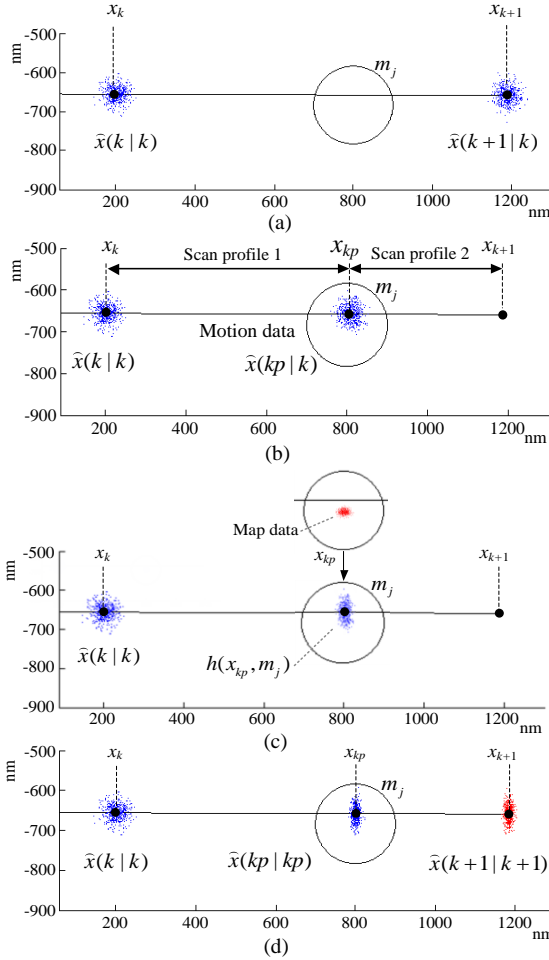 x_k x_{k+1}
-500
nm
-600 m_j
-700
-800 x̂(k | k) x̂(k+1 | k)
-900
200 400 600 800 1000 1200
nm
(a)
x_k x_{kp} x_{k+1}
-500 Scan profile 1 Scan profile 2
nm
-600 m_j
-700 Motion data
-800 x̂(k | k) x̂(kp | k)
-900
200 400 600 800 1000 1200
nm
(b)
Map data
x_k x_{kp} x_{k+1}
-500
nm
-600 m_j
-700
-800 x̂(k | k) h(x_{kp}, m_j)
-900
200 400 600 800 1000 1200
nm
(c)
x_k x_{kp} x_{k+1}
-500
nm
-600 m_j
-700
-800 x̂(k | k) x̂(kp | kp) x̂(k+1 | k+1)
-900
200 400 600 800 1000 1200
nm
(d)